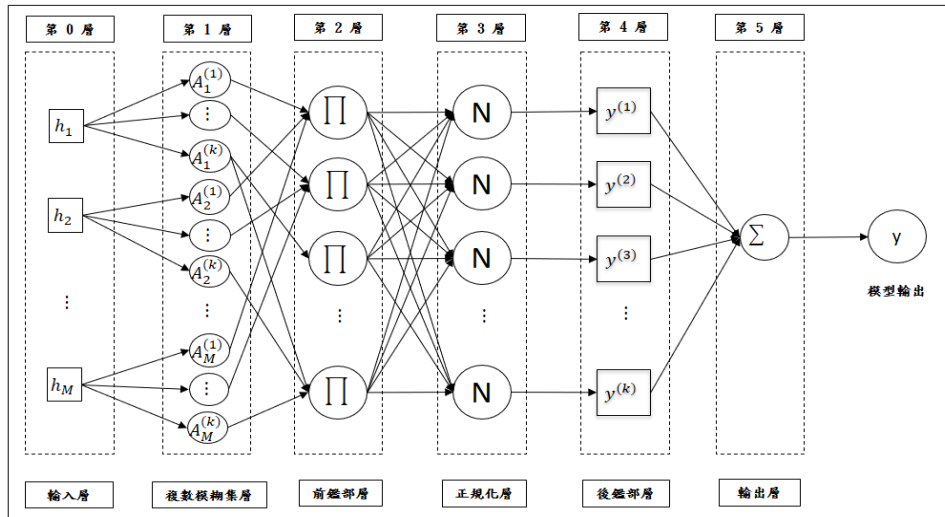 第 0 層
第 1 層
第 2 層
第 3 層
第 4 層
第 5 層
h₁
h₂
⋮
h_M
A₁⁽¹⁾
⋮
A₁⁽ᵏ⁾
A₂⁽¹⁾
⋮
A₂⁽ᵏ⁾
⋮
A_M⁽¹⁾
⋮
A_M⁽ᵏ⁾
∏
∏
∏
⋮
∏
N
N
N
⋮
N
y⁽¹⁾
y⁽²⁾
y⁽³⁾
⋮
y⁽ᵏ⁾
∑
y
模型輸出
輸入層
複數模糊集層
前鑑部層
正規化層
後鑑部層
輸出層